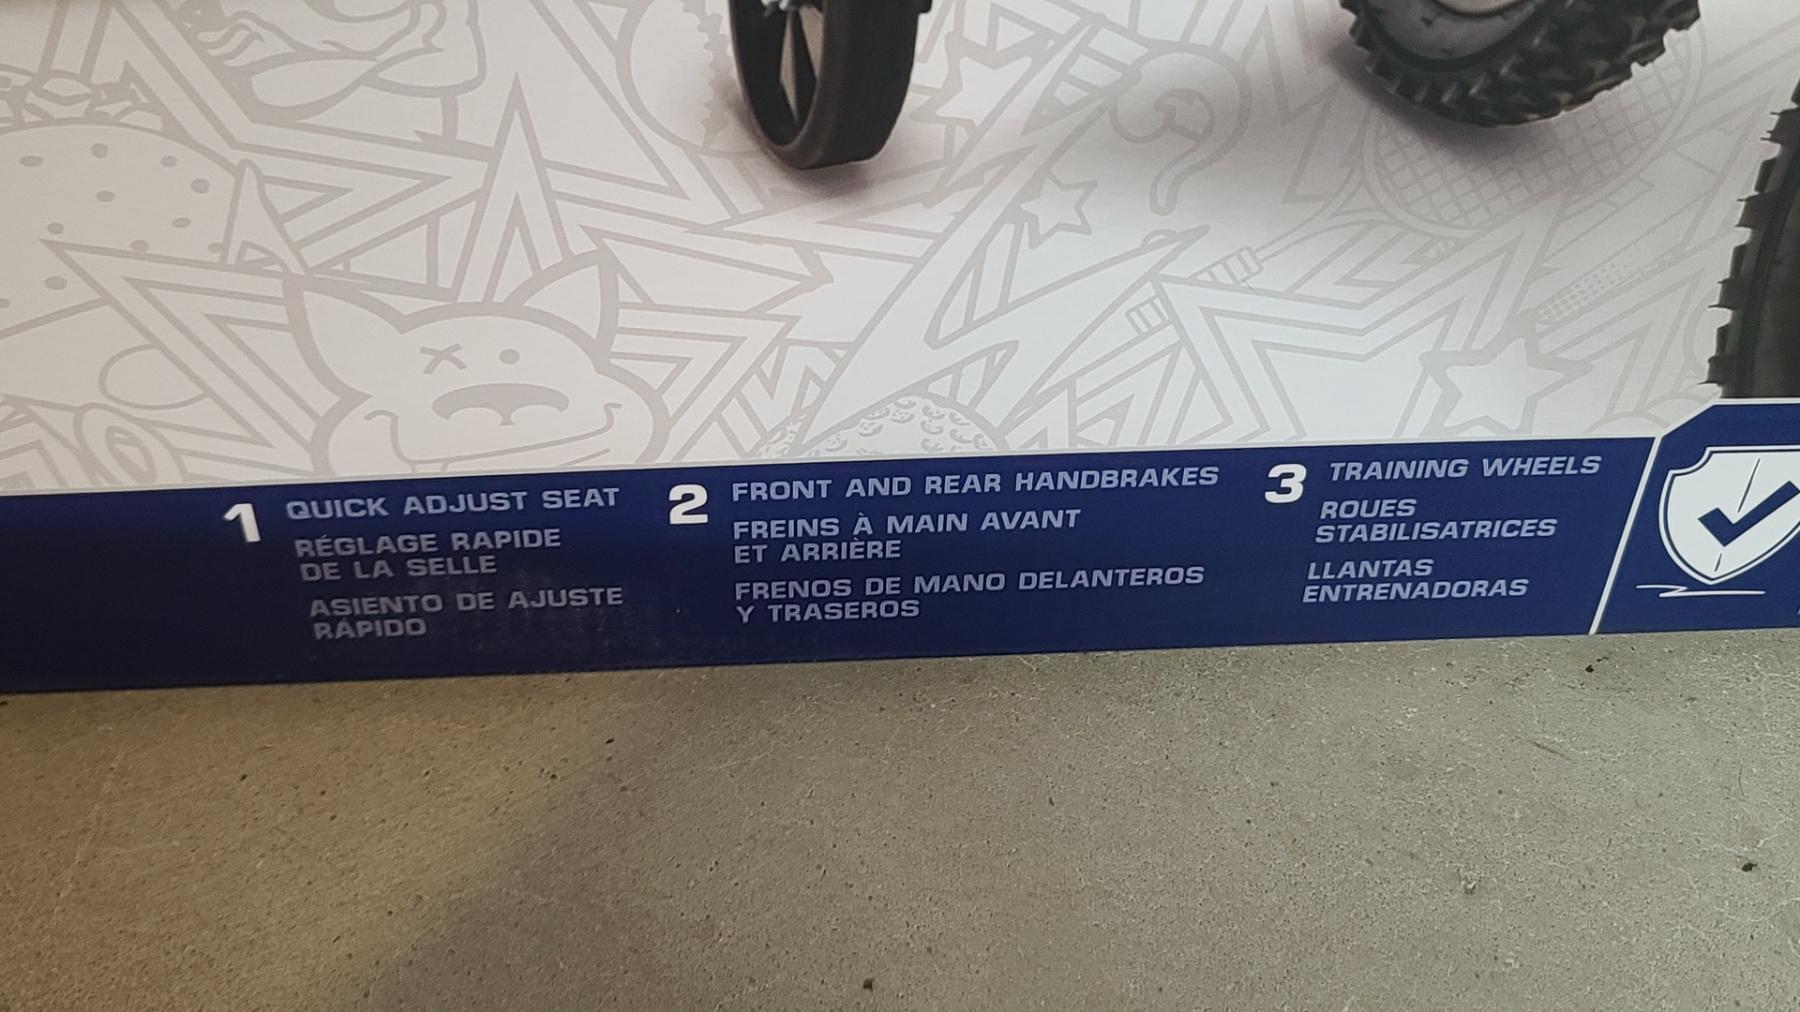 1
QUICK ADJUST SEAT
RÉGLAGE RAPIDE
DE LA SELLE
ASIENTO DE AJUSTE
RÁPIDO
2
FRONT AND REAR HANDBRAKES
FREINS À MAIN AVANT
ET ARRIÈRE
FRENOS DE MANO DELANTEROS
Y TRASEROS
3
TRAINING WHEELS
ROUES
STABILISATRICES
LLANTAS
ENTRENADORAS